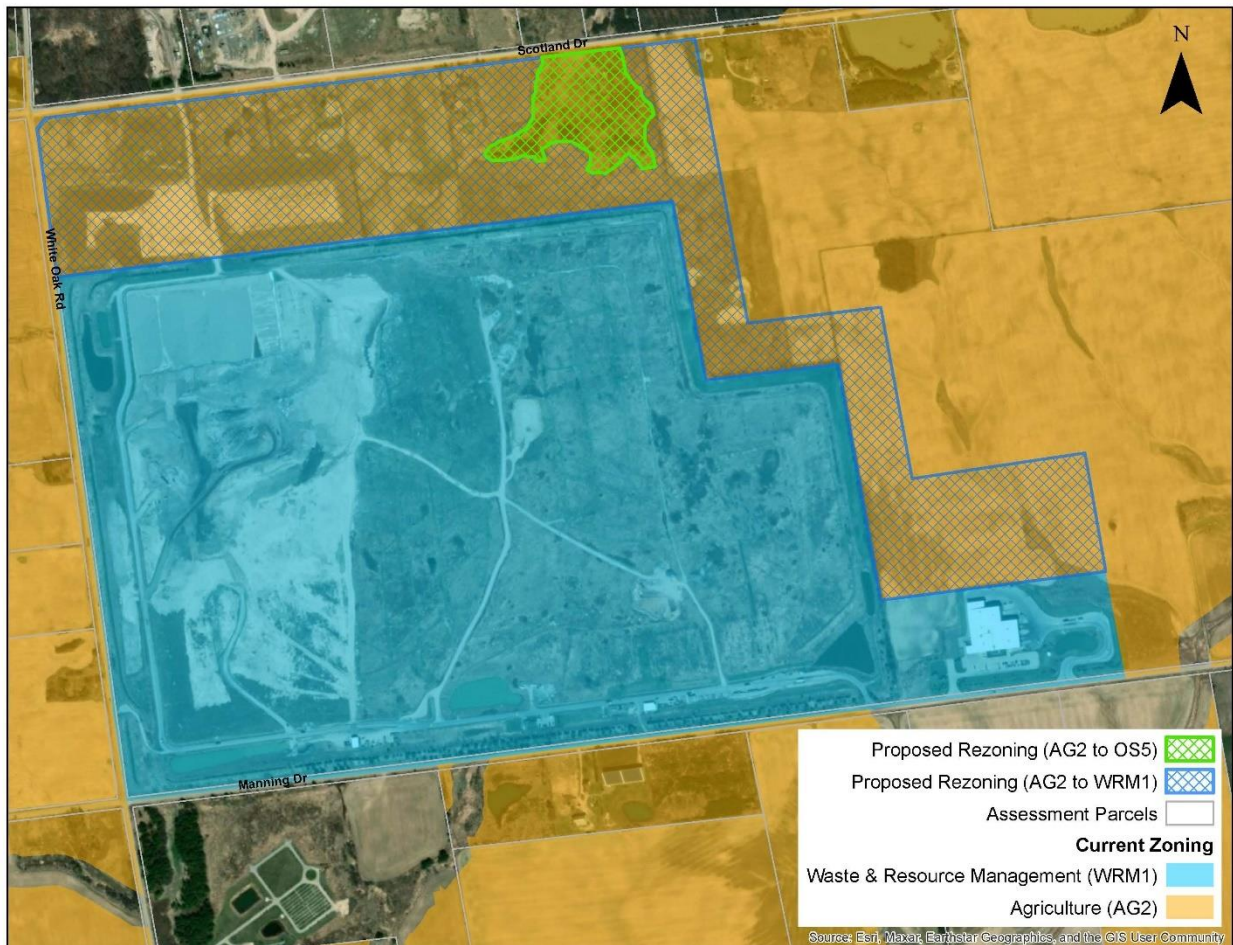 Scotland Dr
N
White Oak Rd
Manning Dr
Proposed Rezoning (AG2 to OS5)
Proposed Rezoning (AG2 to WRM1)
Assessment Parcels
Current Zoning
Waste & Resource Management (WRM1)
Agriculture (AG2)
Source: Esri, Maxar, Earthstar Geographics, and the GIS User Community